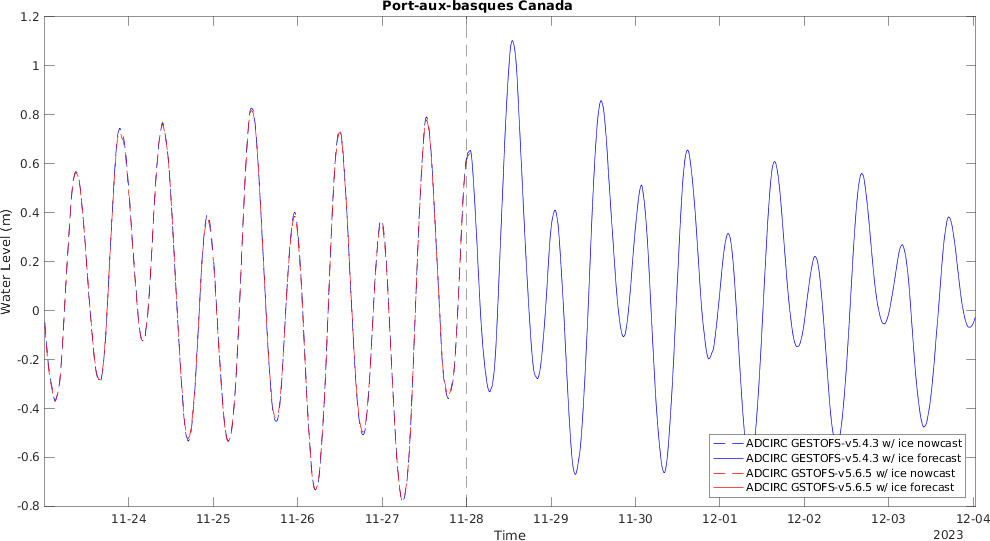 Port-aux-basques Canada
1.2
1
0.8
0.6
0.4
0.2
0
-0.2
-0.4
-0.6
-0.8
Water Level (m)
11-24 11-25 11-26 11-27 11-28 11-29 11-30 12-01 12-02 12-03 12-04
Time
2023
ADCIRC GESTOFS-v5.4.3 w/ ice nowcast
ADCIRC GESTOFS-v5.4.3 w/ ice forecast
ADCIRC GSTOFS-v5.6.5 w/ ice nowcast
ADCIRC GSTOFS-v5.6.5 w/ ice forecast